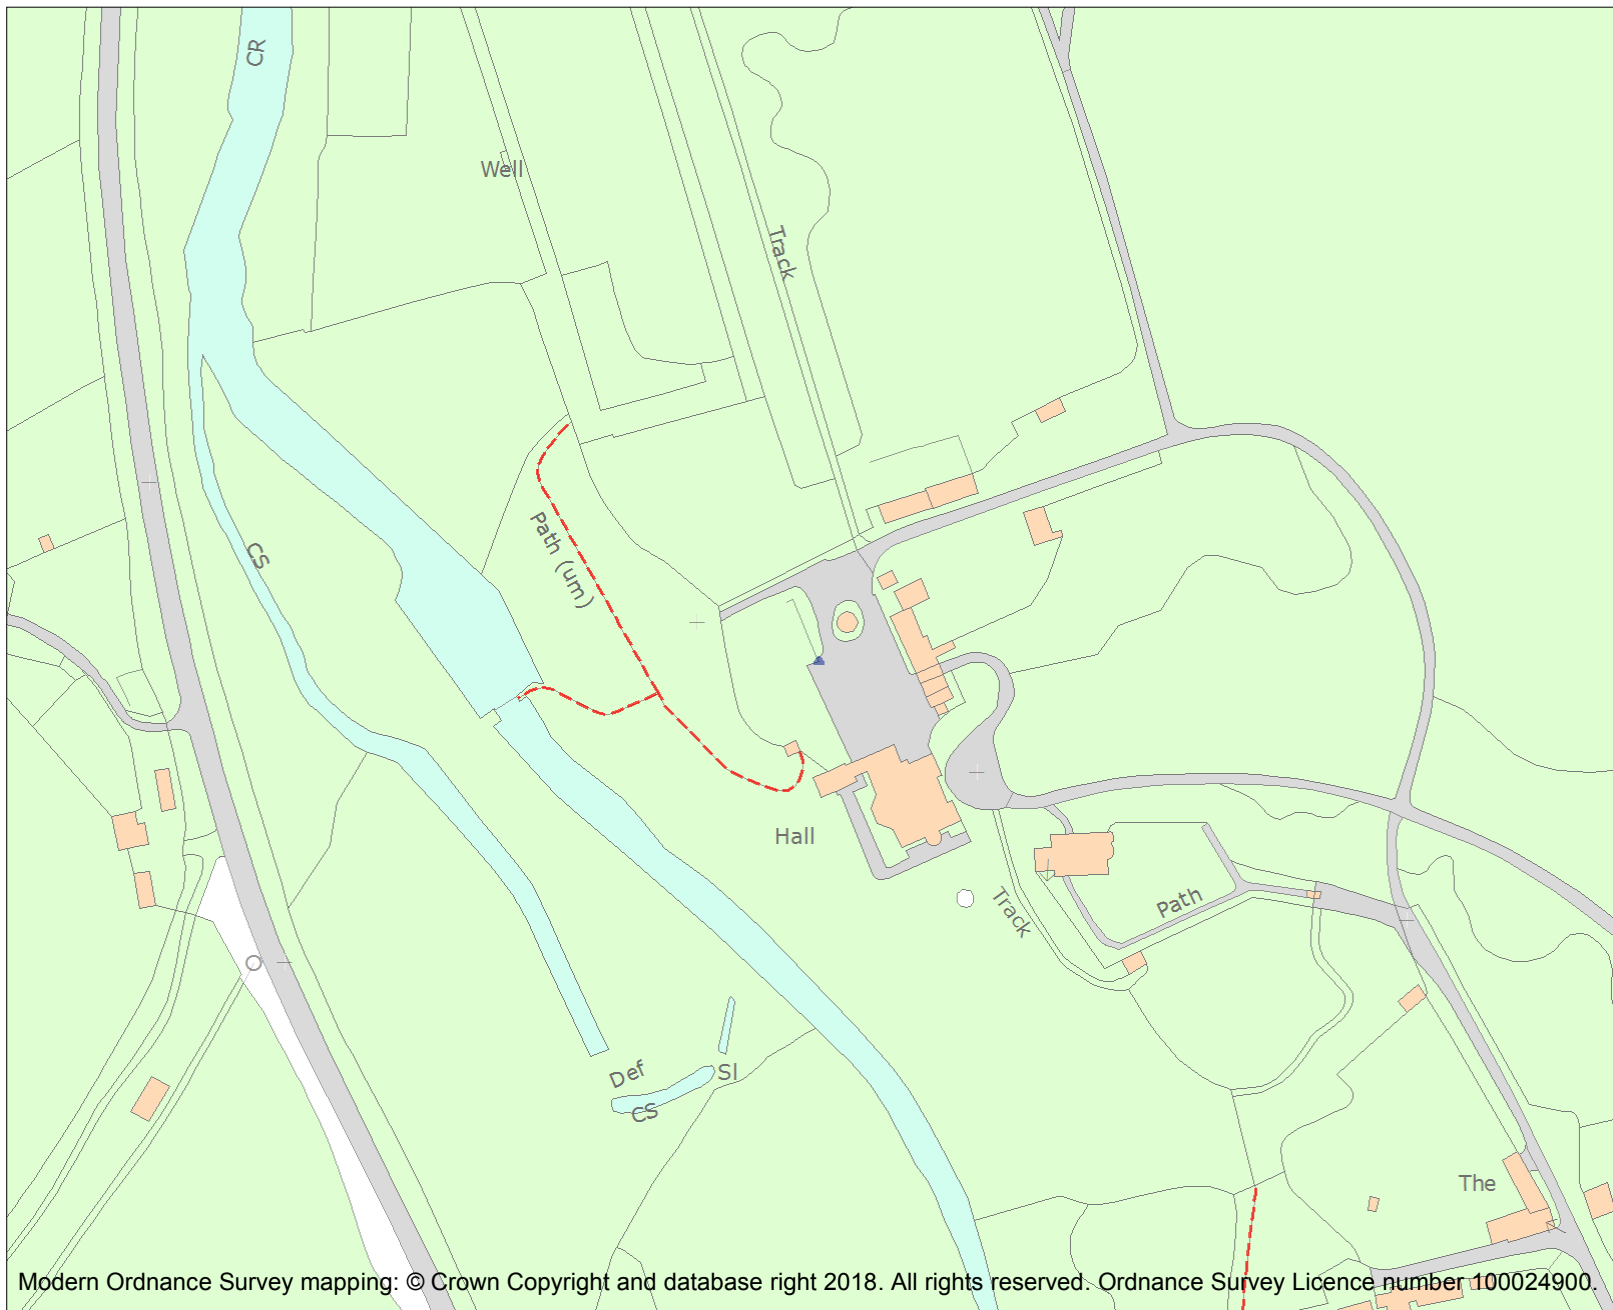 CR
Well
Track
Path (um)
CS
Hall
Track
Path
Def
CS
Sl
The
Modern Ordnance Survey mapping: © Crown Copyright and database right 2018. All rights reserved. Ordnance Survey Licence number 100024900.